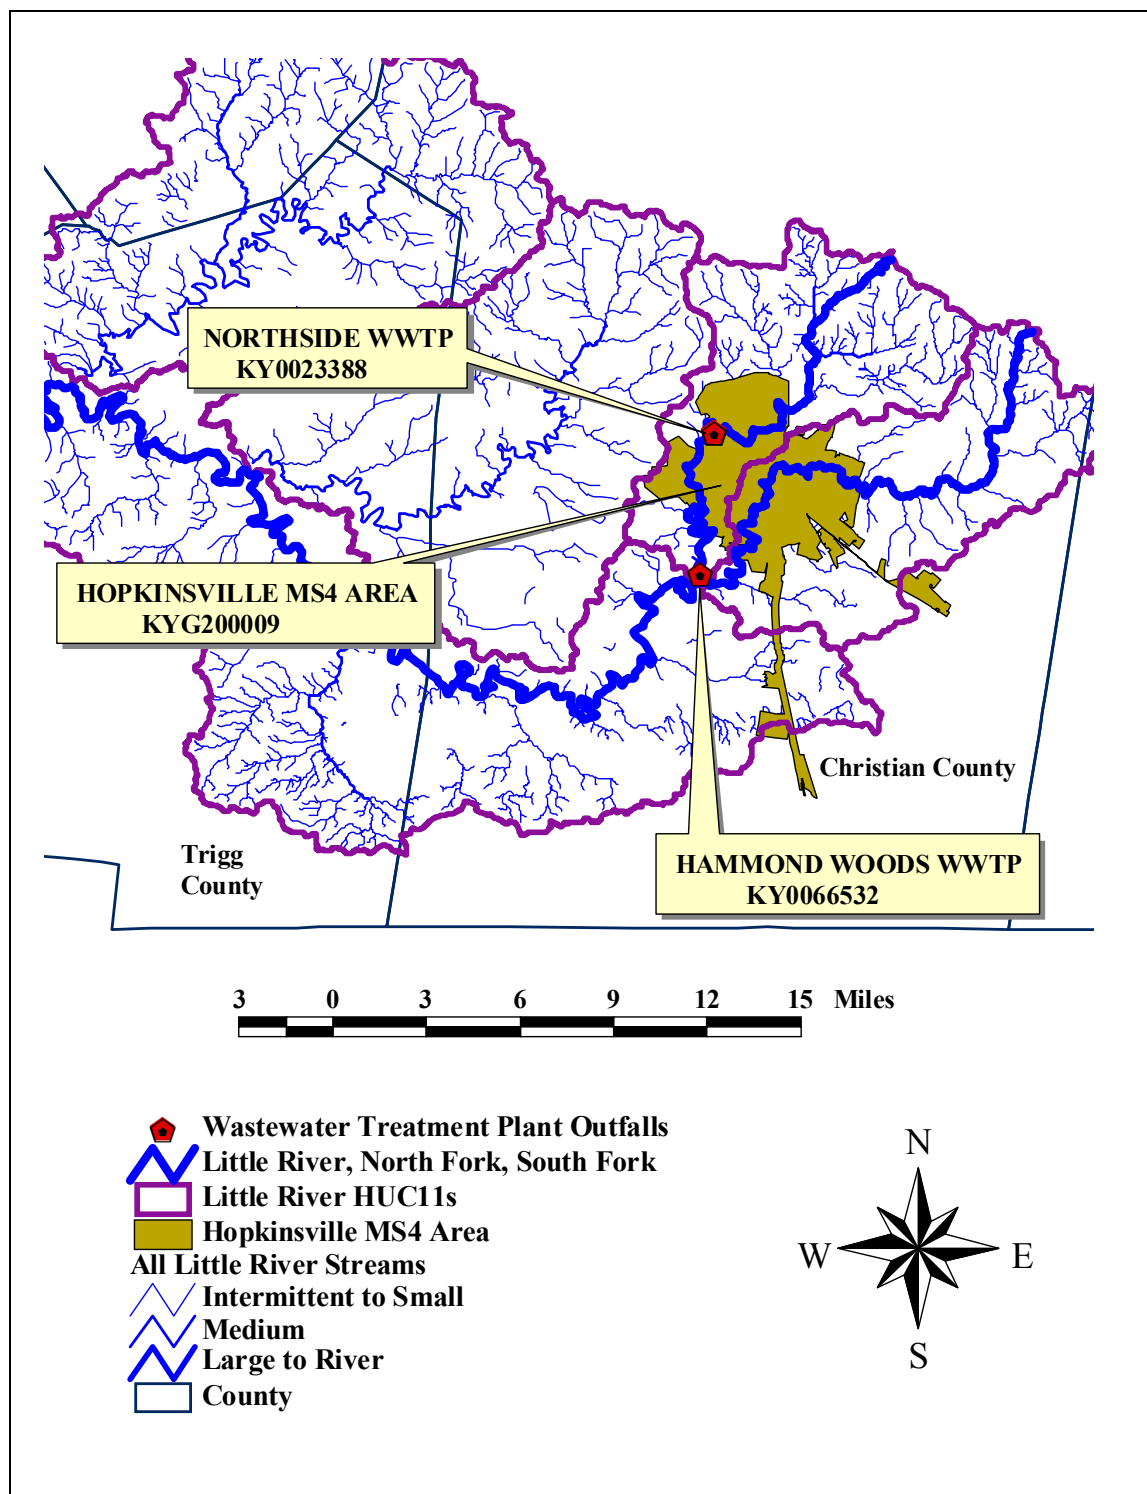 NORTHSIDE WWTP
KY0023388
HOPKINSVILLE MS4 AREA
KYG200009
Christian County
Trigg
County
HAMMOND WOODS WWTP
KY0066532
3 0 3 6 9 12 15 Miles
Wastewater Treatment Plant Outfalls
Little River, North Fork, South Fork
Little River HUC11s
Hopkinsville MS4 Area
All Little River Streams
Intermittent to Small
Medium
Large to River
County
N
W E
S